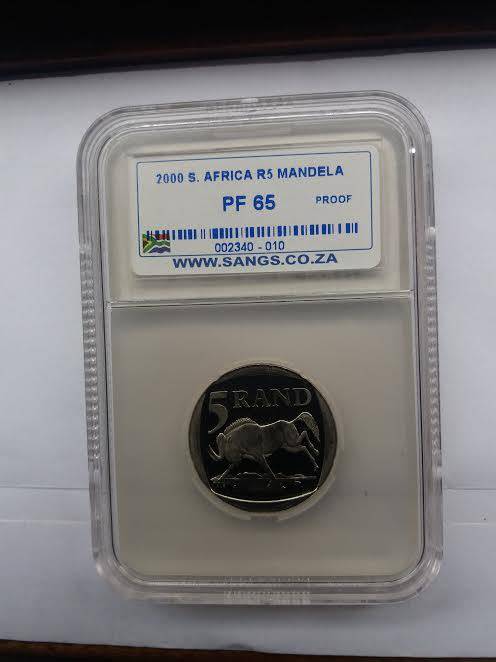 2000 S. AFRICA R5 MANDELA
PF 65 PROOF
002340 - 010
WWW.SANGS.CO.ZA
5 RAND